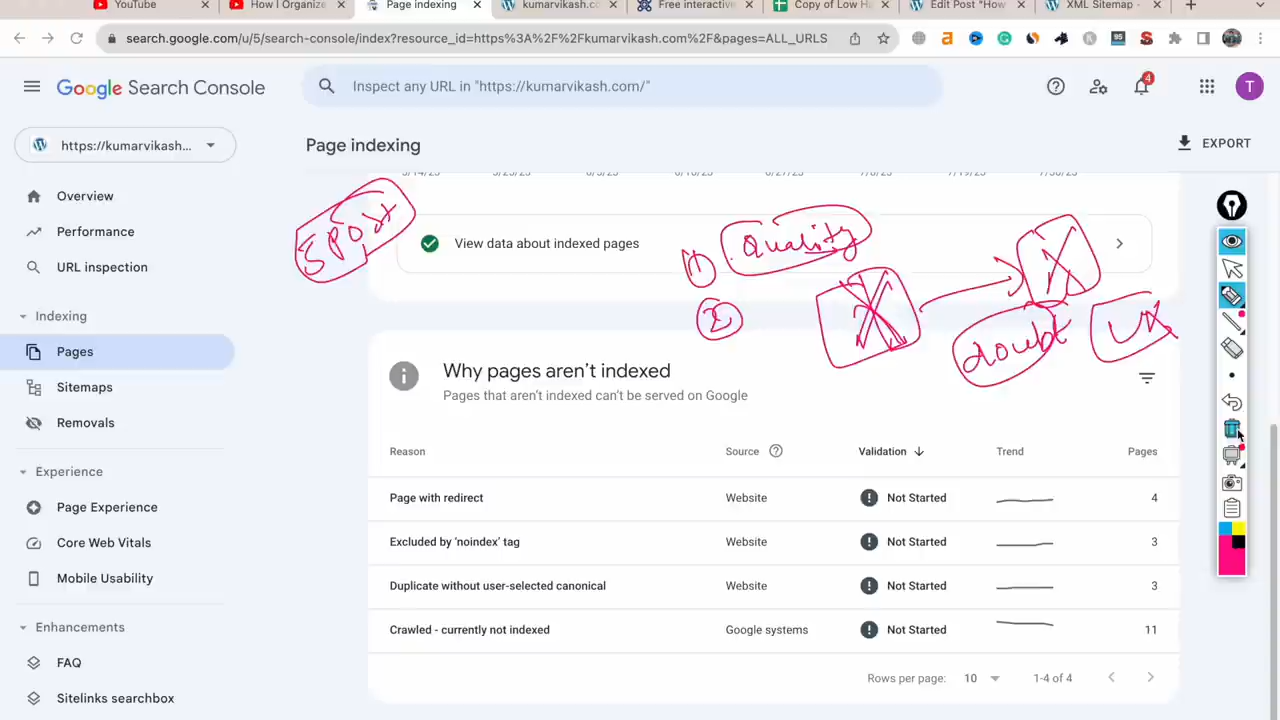 YouTube
How I Organize
Page indexing
kumarvikash.co
Free interactive
Copy of Low H
Edit Post "How
XML Sitemap -
search.google.com/u/5/search-console/index?resource_id=https%3A%2F%2Fkumarvikash.com%2F&pages=ALL_URLS
Google Search Console
Inspect any URL in "https://kumarvikash.com/"
4
T
https://kumarvikash...
Page indexing
EXPORT
Overview
Performance
URL inspection
Indexing
Pages
Sitemaps
Removals
Experience
Page Experience
Core Web Vitals
Mobile Usability
Enhancements
FAQ
Sitelinks searchbox
5 Post
View data about indexed pages
① Quality
②
doubt
UX
Why pages aren't indexed
Pages that aren't indexed can't be served on Google
Reason Source Validation Trend Pages
Page with redirect Website Not Started 4
Excluded by 'noindex' tag Website Not Started 3
Duplicate without user-selected canonical Website Not Started 3
Crawled - currently not indexed Google systems Not Started 11
Rows per page: 10 1-4 of 4